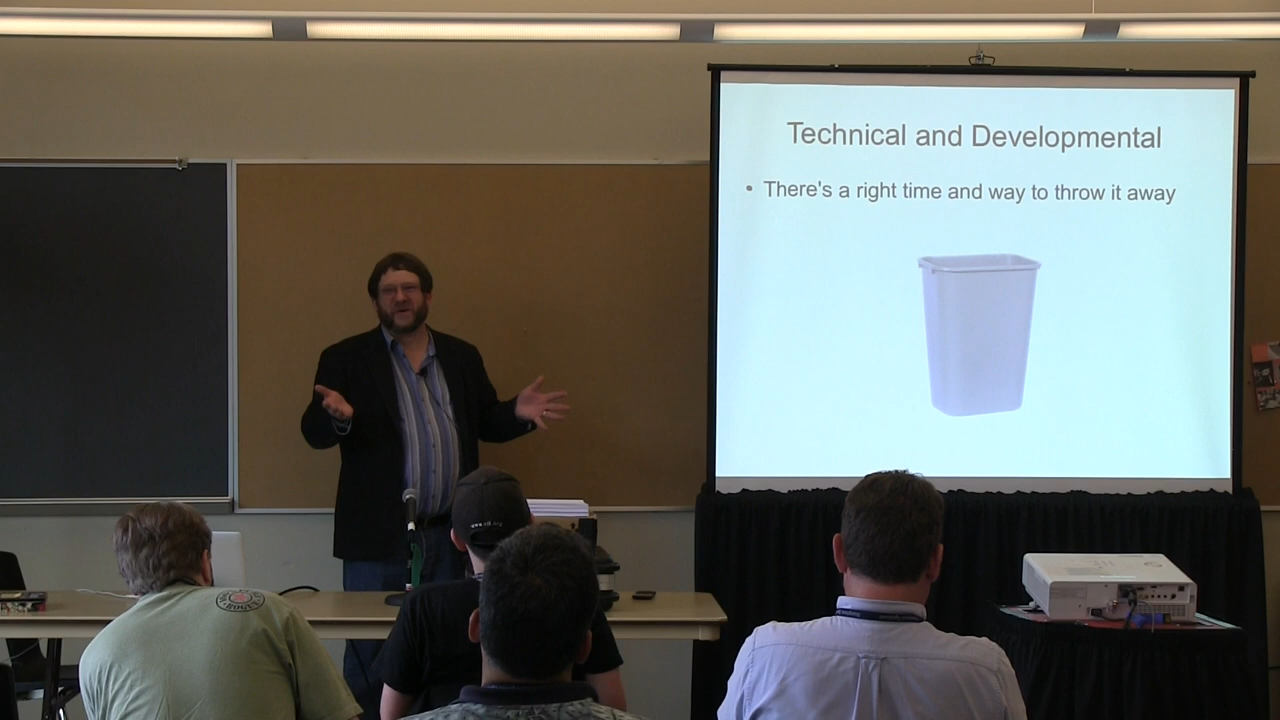 Technical and Developmental
• There's a right time and way to throw it away